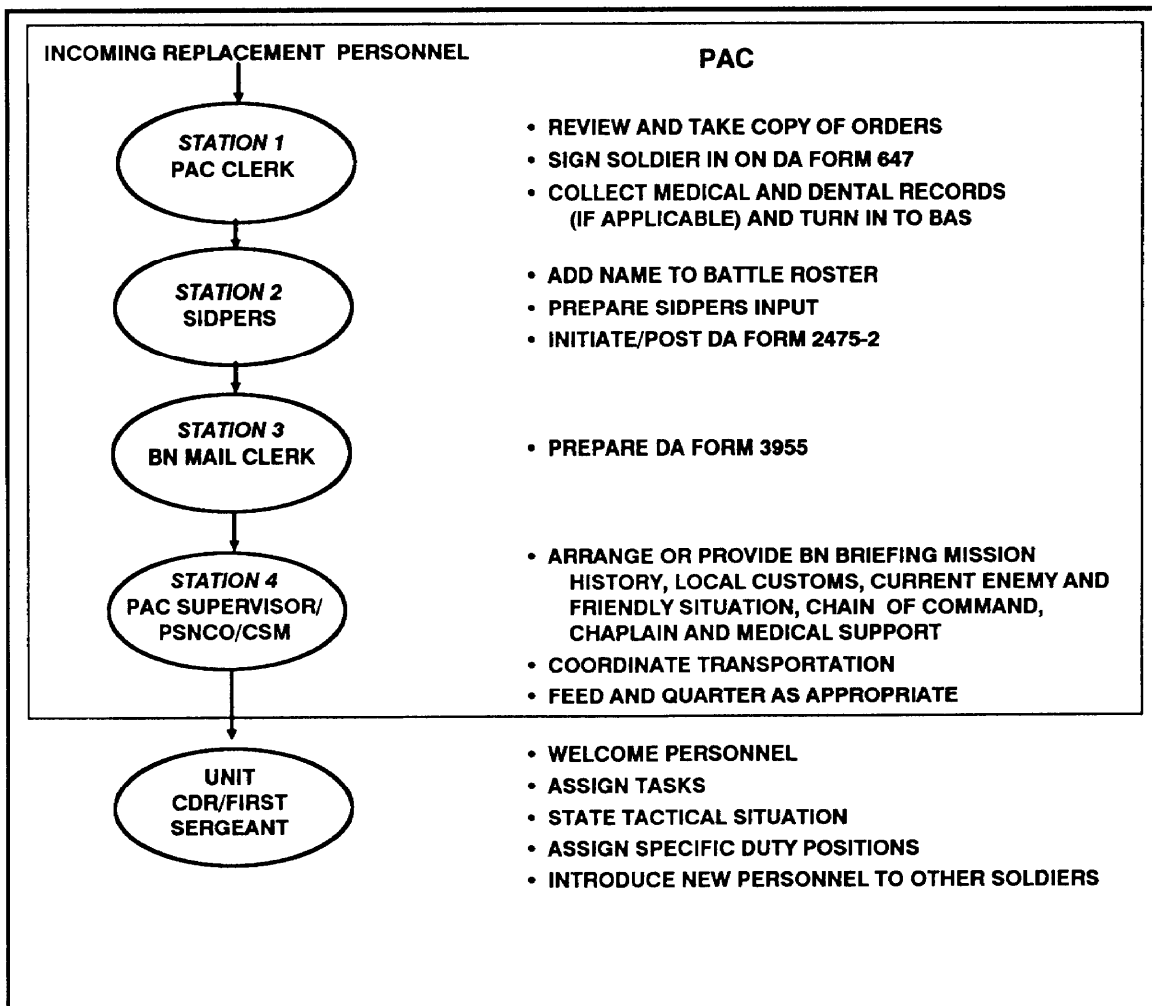 INCOMING REPLACEMENT PERSONNEL
PAC
STATION 1
PAC CLERK
• REVIEW AND TAKE COPY OF ORDERS
• SIGN SOLDIER IN ON DA FORM 647
• COLLECT MEDICAL AND DENTAL RECORDS
(IF APPLICABLE) AND TURN IN TO BAS
STATION 2
SIDPERS
• ADD NAME TO BATTLE ROSTER
• PREPARE SIDPERS INPUT
• INITIATE/POST DA FORM 2475-2
STATION 3
BN MAIL CLERK
• PREPARE DA FORM 3955
STATION 4
PAC SUPERVISOR/
PSNCO/CSM
• ARRANGE OR PROVIDE BN BRIEFING MISSION
HISTORY, LOCAL CUSTOMS, CURRENT ENEMY AND
FRIENDLY SITUATION, CHAIN OF COMMAND,
CHAPLAIN AND MEDICAL SUPPORT
• COORDINATE TRANSPORTATION
• FEED AND QUARTER AS APPROPRIATE
UNIT
CDR/FIRST
SERGEANT
• WELCOME PERSONNEL
• ASSIGN TASKS
• STATE TACTICAL SITUATION
• ASSIGN SPECIFIC DUTY POSITIONS
• INTRODUCE NEW PERSONNEL TO OTHER SOLDIERS